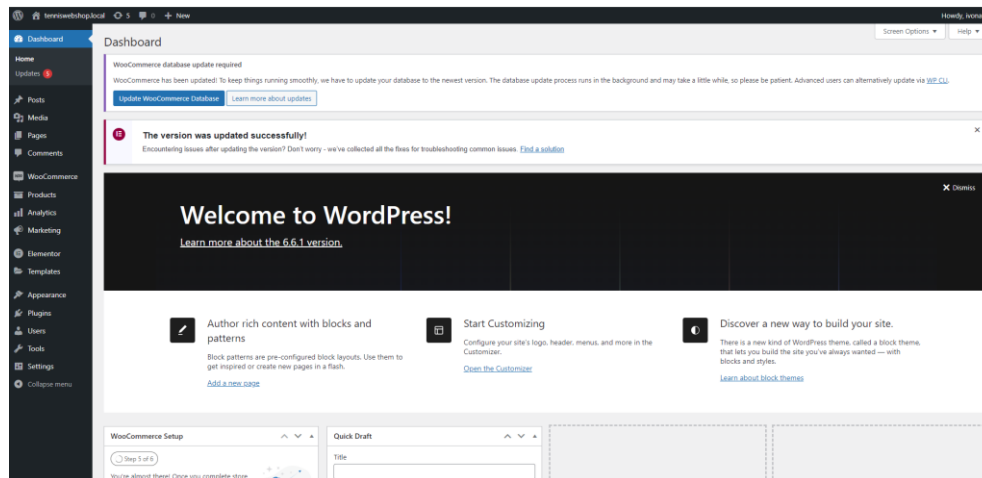 tenniswebshop.local 5 0 + New Howdy, ivona
Dashboard
Home
Updates 5
Posts
Media
Pages
Comments
WooCommerce
Products
Analytics
Marketing
Elementor
Templates
Appearance
Plugins
Users
Tools
Settings
Collapse menu
Screen Options Help
Dashboard
WooCommerce database update required
WooCommerce has been updated! To keep things running smoothly, we have to update your database to the newest version. The database update process runs in the background and may take a little while, so please be patient. Advanced users can alternatively update via WP CLI.
Update WooCommerce Database Learn more about updates
The version was updated successfully!
Encountering issues after updating the version? Don't worry - we've collected all the fixes for troubleshooting common issues. Find a solution
Dismiss
Welcome to WordPress!
Learn more about the 6.6.1 version.
Author rich content with blocks and
patterns
Block patterns are pre-configured block layouts. Use them to
get inspired or create new pages in a flash.
Add a new page
Start Customizing
Configure your site's logo, header, menus, and more in the
Customizer.
Open the Customizer
Discover a new way to build your site.
There is a new kind of WordPress theme, called a block theme,
that lets you build the site you've always wanted — with
blocks and styles.
Learn about block themes
WooCommerce Setup
Step 5 of 6
You're almost there! Once you complete store
Quick Draft
Title